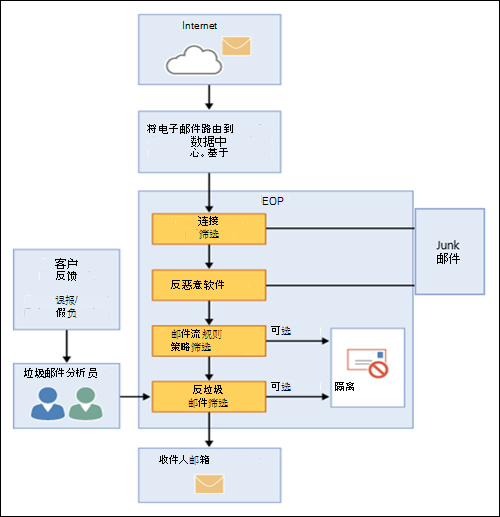 Internet
将电子邮件路由到
数据中
心。基于
EOP
连接
筛选
Junk
邮件
客户
反馈
误报/
假负
反恶意软件
邮件流规则
策略筛选
可选
隔离
垃圾邮件分析员
反垃圾
邮件筛选
可选
收件人邮箱